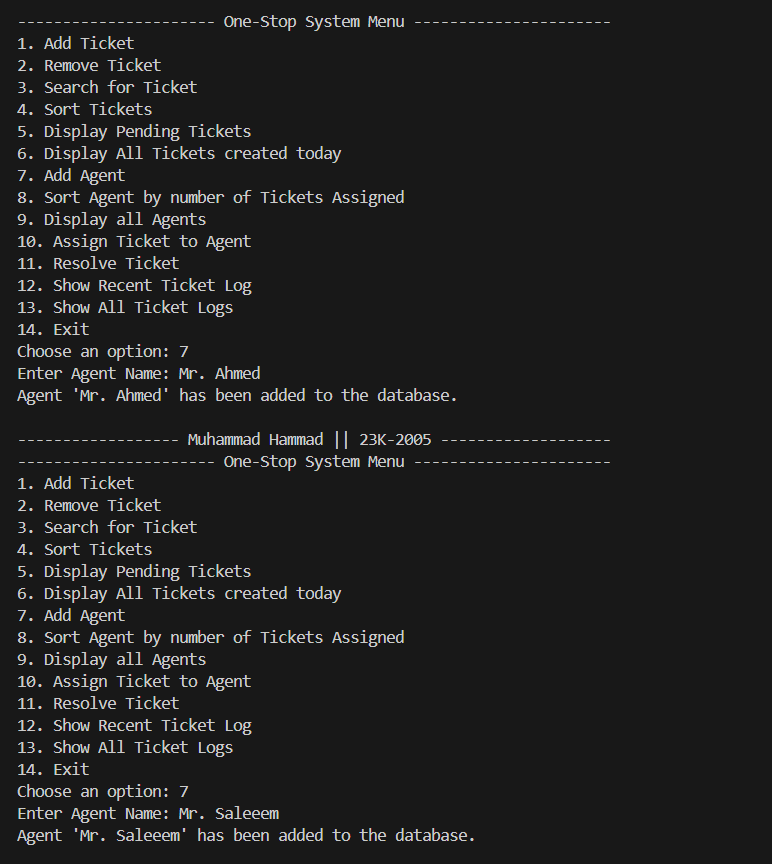 ---------------------- One-Stop System Menu ----------------------
1. Add Ticket
2. Remove Ticket
3. Search for Ticket
4. Sort Tickets
5. Display Pending Tickets
6. Display All Tickets created today
7. Add Agent
8. Sort Agent by number of Tickets Assigned
9. Display all Agents
10. Assign Ticket to Agent
11. Resolve Ticket
12. Show Recent Ticket Log
13. Show All Ticket Logs
14. Exit
Choose an option: 7
Enter Agent Name: Mr. Ahmed
Agent 'Mr. Ahmed' has been added to the database.
------------------ Muhammad Hammad || 23K-2005 -------------------
---------------------- One-Stop System Menu ----------------------
1. Add Ticket
2. Remove Ticket
3. Search for Ticket
4. Sort Tickets
5. Display Pending Tickets
6. Display All Tickets created today
7. Add Agent
8. Sort Agent by number of Tickets Assigned
9. Display all Agents
10. Assign Ticket to Agent
11. Resolve Ticket
12. Show Recent Ticket Log
13. Show All Ticket Logs
14. Exit
Choose an option: 7
Enter Agent Name: Mr. Saleeem
Agent 'Mr. Saleeem' has been added to the database.